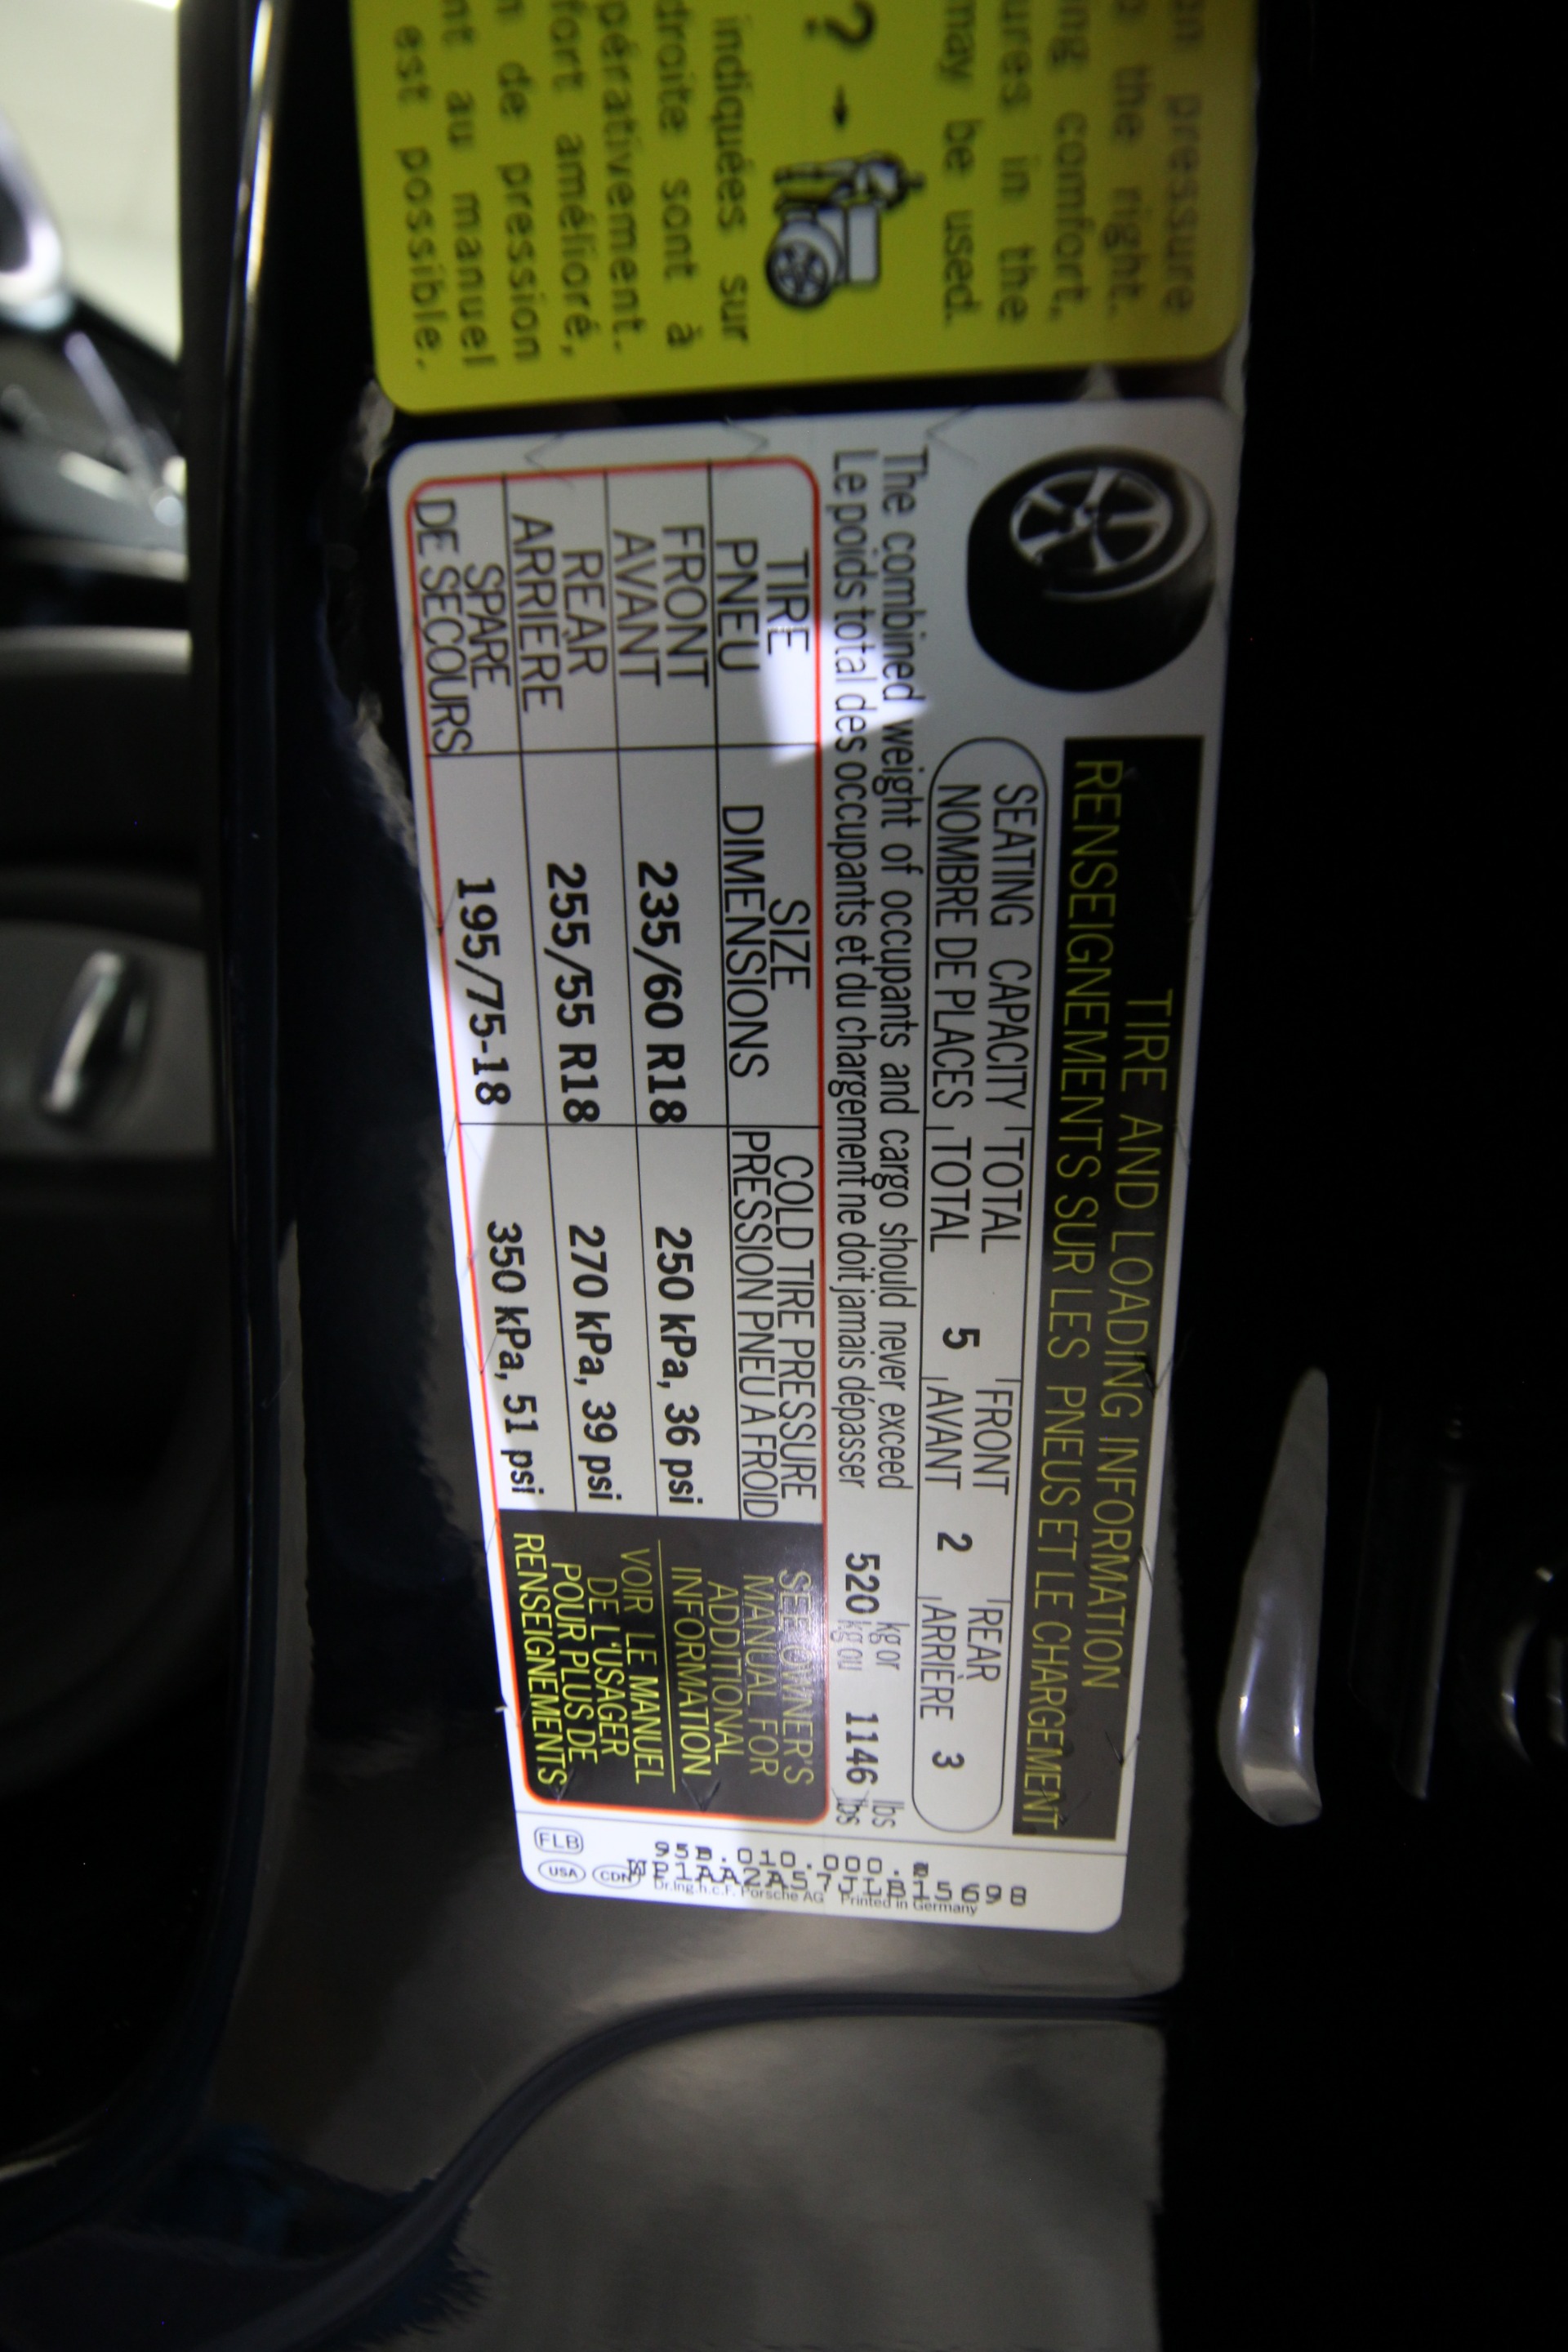 an pressure
o the right.
ing comfort,
ures in the
may be used.
? →
indiquées sur
droite sont à
pérativement.
fort amélioré,
n de pression
nt au manuel
est possible.
TIRE AND LOADING INFORMATION
RENSEIGNEMENTS SUR LES PNEUS ET LE CHARGEMENT
SEATING CAPACITY TOTAL 5 FRONT 2 REAR 3
NOMBRE DE PLACES TOTAL AVANT ARRIÈRE
The combined weight of occupants and cargo should never exceed 520 kg or 1146 lbs
Le poids total des occupants et du chargement ne doit jamais dépasser kg ou lbs
TIRE SIZE COLD TIRE PRESSURE
PNEU DIMENSIONS PRESSION PNEU A FROID
FRONT 235/60 R18 250 kPa, 36 psi
AVANT
REAR 255/55 R18 270 kPa, 39 psi
ARRIÈRE
SPARE 195/75-18 350 kPa, 51 psi
DE SECOURS
SEE OWNER'S
MANUAL FOR
ADDITIONAL
INFORMATION
VOIR LE MANUEL
DE L'USAGER
POUR PLUS DE
RENSEIGNEMENTS
FLB
USA CDN
Dr.Ing.h.c.F. Porsche AG Printed in Germany